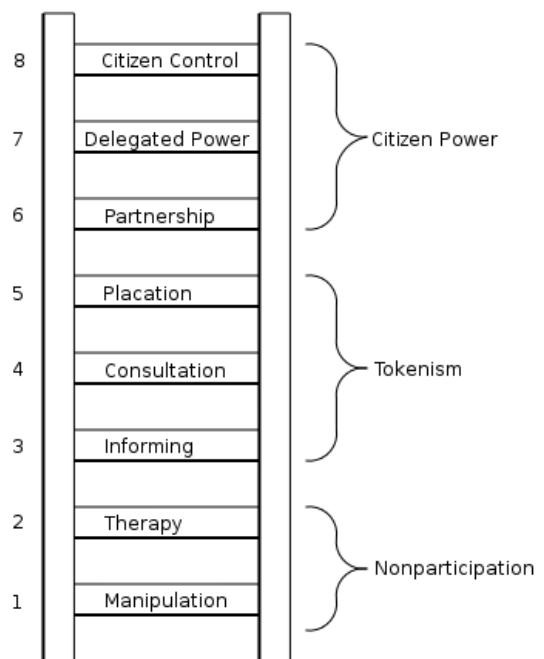 8 Citizen Control
7 Delegated Power
Citizen Power
6 Partnership
5 Placation
4 Consultation
Tokenism
3 Informing
2 Therapy
Nonparticipation
1 Manipulation